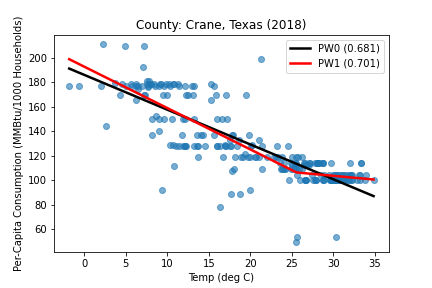 County: Crane, Texas (2018)
PW0 (0.681)
PW1 (0.701)
Per-Capita Consumption (MMBtu/1000 Households)
200
180
160
140
120
100
80
60
0 5 10 15 20 25 30 35
Temp (deg C)